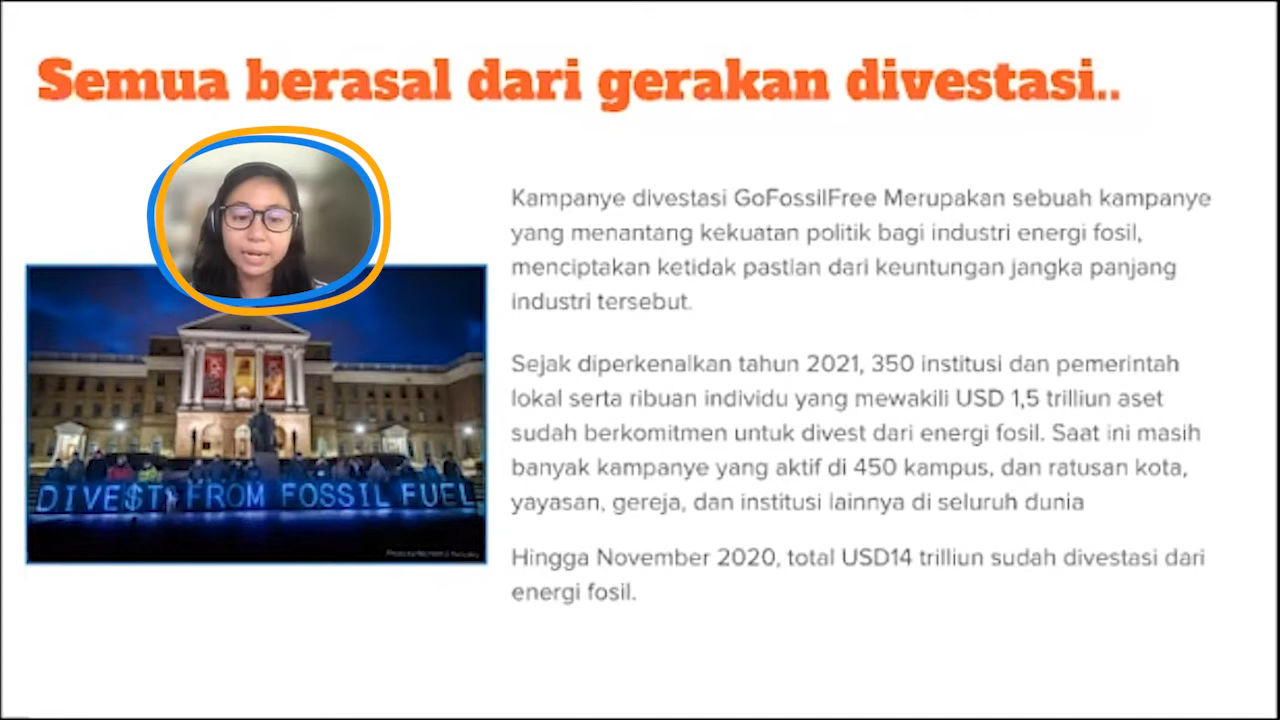 Semua berasal dari gerakan divestasi..
Kampanye divestasi GoFossilFree Merupakan sebuah kampanye
yang menantang kekuatan politik bagi industri energi fosil,
menciptakan ketidak pastian dari keuntungan jangka panjang
industri tersebut.
Sejak diperkenalkan tahun 2021, 350 institusi dan pemerintah
lokal serta ribuan individu yang mewakili USD 1,5 trilliun aset
sudah berkomitmen untuk divest dari energi fosil. Saat ini masih
banyak kampanye yang aktif di 450 kampus, dan ratusan kota,
yayasan, gereja, dan institusi lainnya di seluruh dunia
Hingga November 2020, total USD14 trilliun sudah divestasi dari
energi fosil.
DIVE$T FROM FOSSIL FUEL